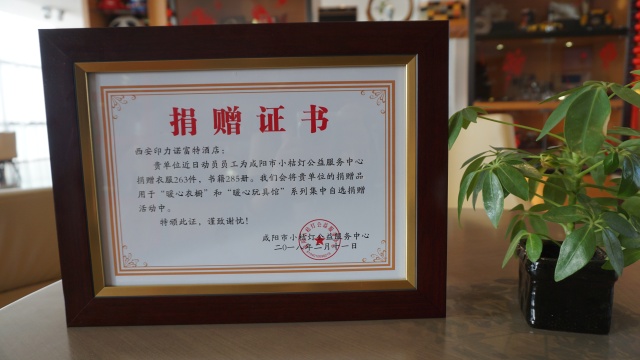 捐赠证书
西安印力诺富特酒店：
贵单位近日动员员工为咸阳市小桔灯公益服务中心
捐赠衣服263件，书籍285册。我们会将贵单位的捐赠品
用于“暖心衣橱”和“暖心玩具馆”系列集中自选捐赠
活动中。
特颁此证，谨致谢忱！
咸阳市小桔灯公益服务中心
二〇一八年二月十一日